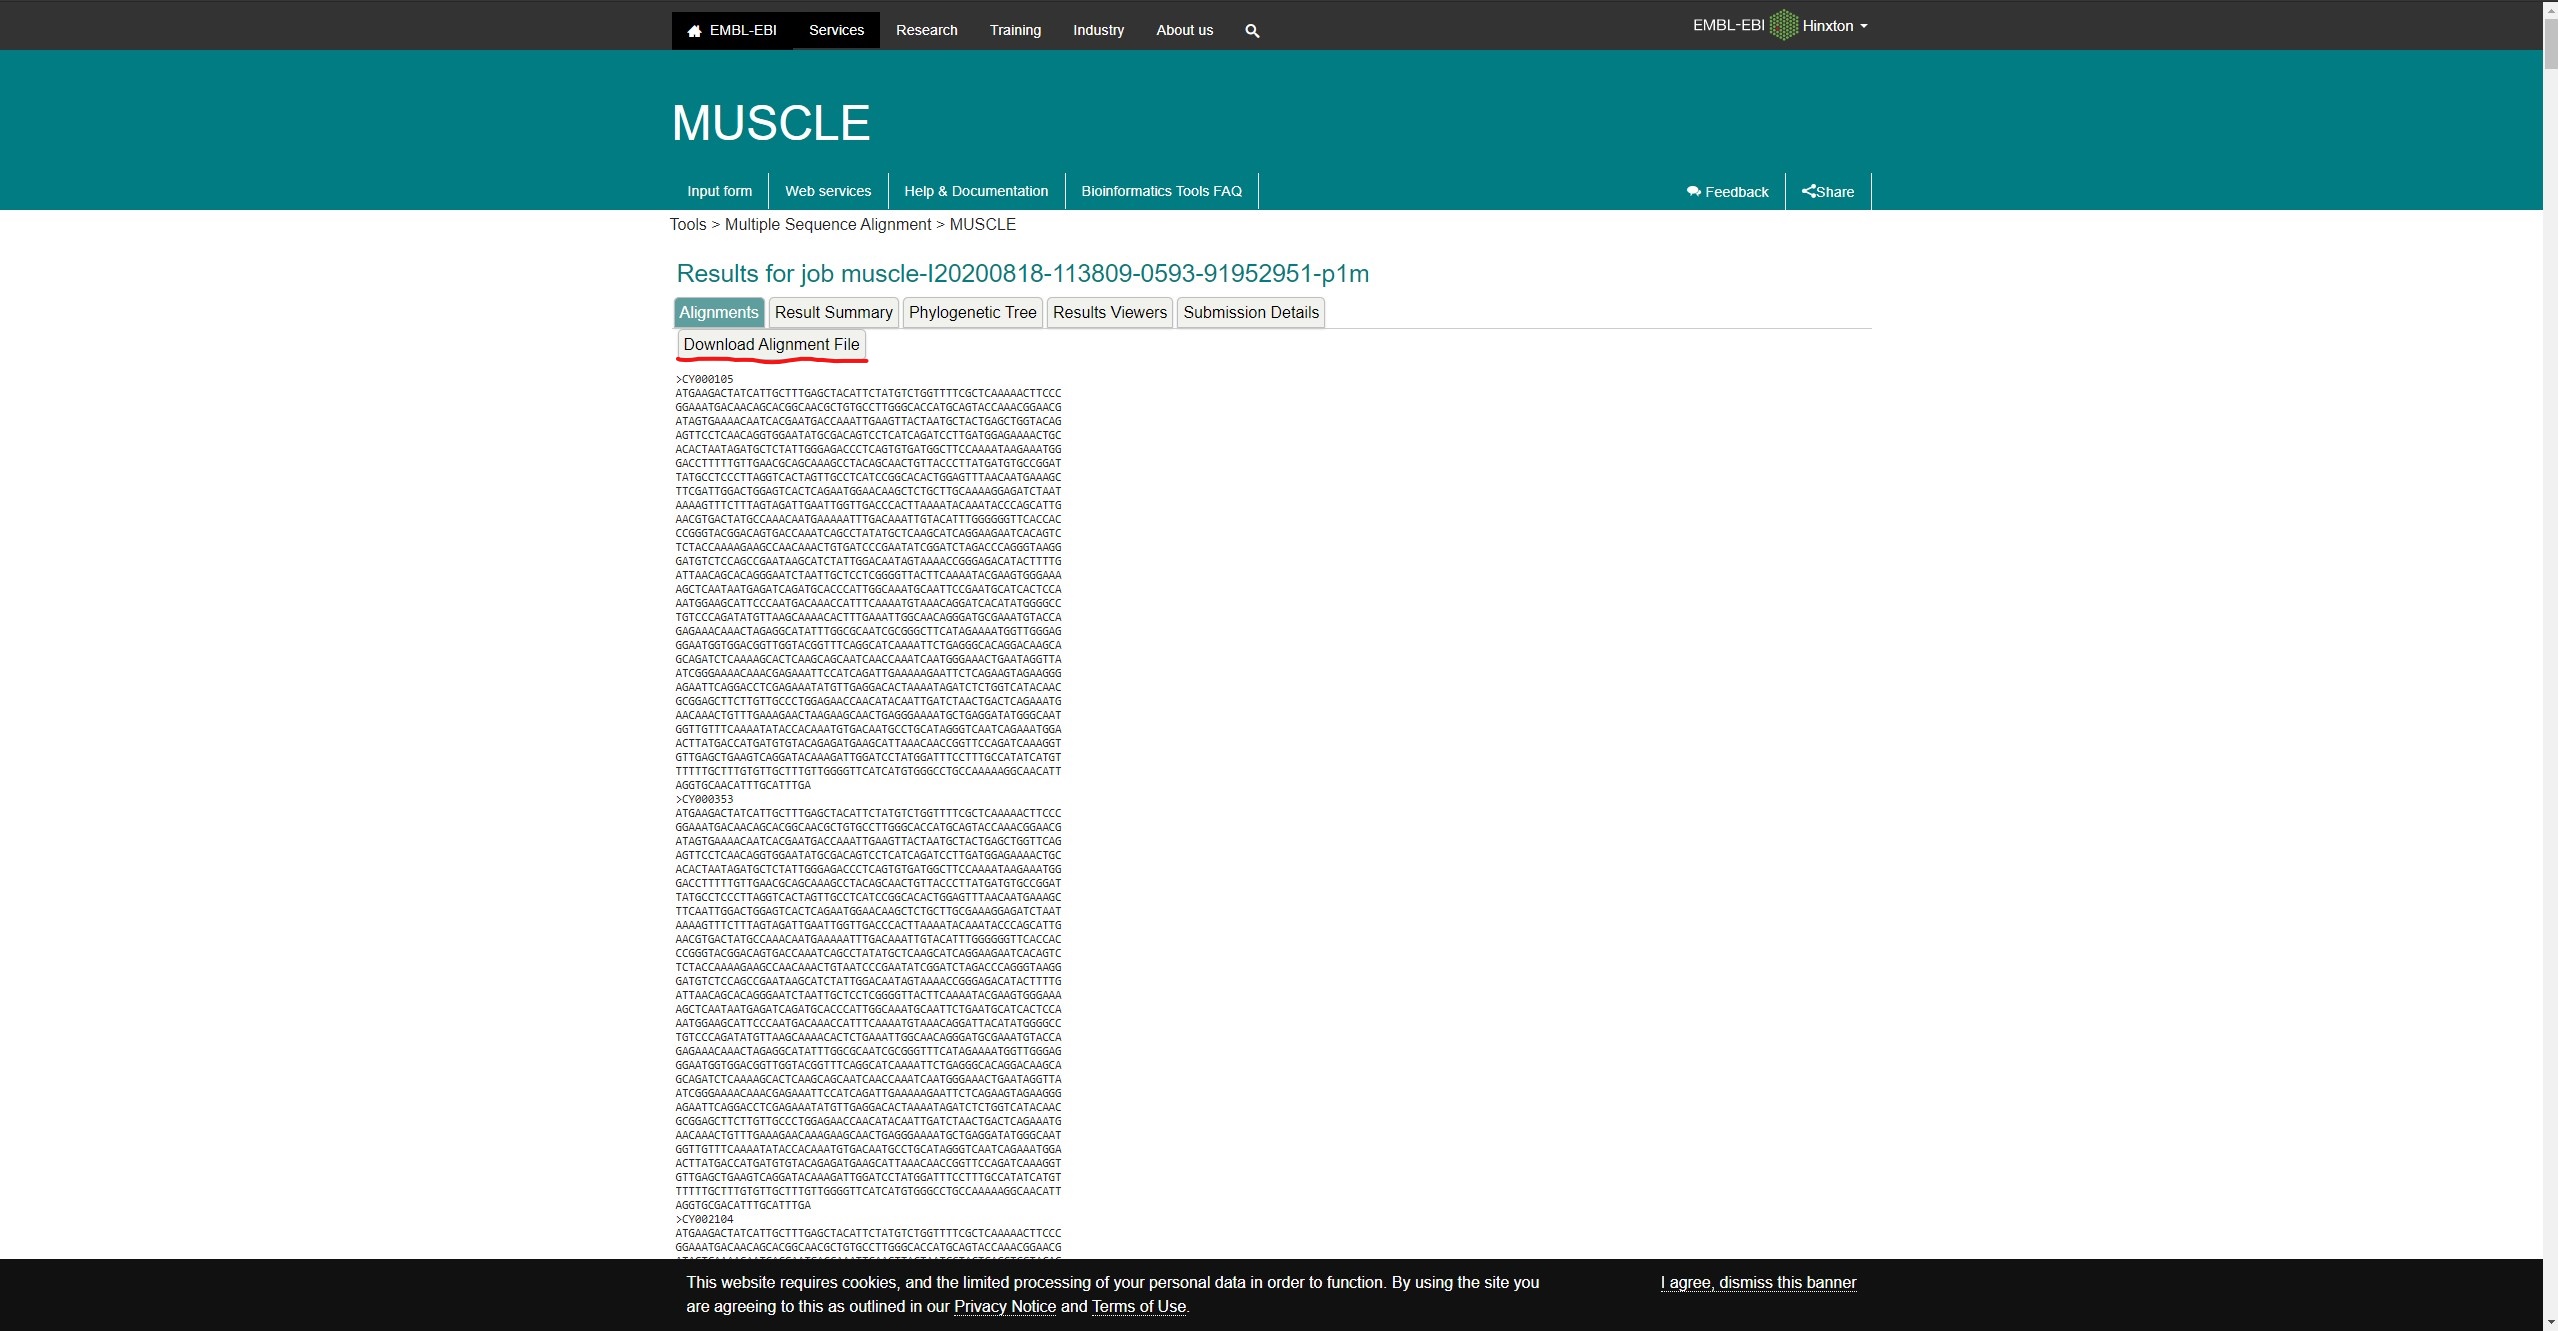 EMBL-EBI Services Research Training Industry About us
EMBL-EBI Hinxton
MUSCLE
Input form Web services Help & Documentation Bioinformatics Tools FAQ Feedback Share
Tools > Multiple Sequence Alignment > MUSCLE
Results for job muscle-I20200818-113809-0593-91952951-p1m
Alignments Result Summary Phylogenetic Tree Results Viewers Submission Details
Download Alignment File
>CY000105
ATGAAGACTATCATTGCTTTGAGCTACATTCTATGTCTGGTTTTCGCTCAAAAACTTCCC
GGAAATGACAACAGCACGGCAACGCTGTGCCTTGGGCACCATGCAGTACCAAACGGAACG
ATAGTGAAAACAATCACGAATGACCAAATTGAAGTTACTAATGCTACTGAGCTGGTACAG
AGTTCCTCAACAGGTGGAATATGCGACAGTCCTCATCAGATCCTTGATGGAGAAAACTGC
ACACTAATAGATGCTCTATTGGGAGACCCTCAGTGTGATGGCTTCCAAAATAAGAAATGG
GACCTTTTTGTTGAACGCAGCAAAGCCTACAGCAACTGTTACCCTTATGATGTGCCGGAT
TATGCCTCCCTTAGGTCACTAGTTGCCTCATCCGGCACACTGGAGTTTAACAATGAAAGC
TTCGATTGGACTGGAGTCACTCAGAATGGAACAAGCTCTGCTTGCAAAAGGAGATCTAAT
AAAAGTTTCTTTAGTAGATTGAATTGGTTGACCCACTTAAAATACAAATACCCAGCATTG
AACGTGACTATGCCAAACAATGAAAAATTTGACAAATTGTACATTTGGGGGGTTCACCAC
CCGGGTACGGACAGTGACCAAATCAGCCTATATGCTCAAGCATCAGGAAGAATCACAGTC
TCTACCAAAAGAAGCCAACAAACTGTGATCCCGAATATCGGATCTAGACCCAGGGTAAGG
GATGTCTCCAGCCGAATAAGCATCTATTGGACAATAGTAAAACCGGGAGACATACTTTTG
ATTAACAGCACAGGGAATCTAATTGCTCCTCGGGGTTACTTCAAAATACGAAGTGGGAAA
AGCTCAATAATGAGATCAGATGCACCCATTGGCAAATGCAATTCCGAATGCATCACTCCA
AATGGAAGCATTCCCAATGACAAACCATTTCAAAATGTAAACAGGATCACATATGGGGCC
TGTCCCAGATATGTTAAGCAAAACACTTTGAAATTGGCAACAGGGATGCGAAATGTACCA
GAGAAACAAACTAGAGGCATATTTGGCGCAATCGCGGGCTTCATAGAAAATGGTTGGGAG
GGAATGGTGGACGGTTGGTACGGTTTCAGGCATCAAAATTCTGAGGGCACAGGACAAGCA
GCAGATCTCAAAAGCACTCAAGCAGCAATCAACCAAATCAATGGGAAACTGAATAGGTTA
ATCGGGAAAACAAACGAGAAATTCCATCAGATTGAAAAAGAATTCTCAGAAGTAGAAGGG
AGAATTCAGGACCTCGAGAAATATGTTGAGGACACTAAAATAGATCTCTGGTCATACAAC
GCGGAGCTTCTTGTTGCCCTGGAGAACCAACATACAATTGATCTAACTGACTCAGAAATG
AACAAACTGTTTGAAAGAACTAAGAAGCAACTGAGGGAAAATGCTGAGGATATGGGCAAT
GGTTGTTTCAAAATATACCACAAATGTGACAATGCCTGCATAGGGTCAATCAGAAATGGA
ACTTATGACCATGATGTGTACAGAGATGAAGCATTAAACAACCGGTTCCAGATCAAAGGT
GTTGAGCTGAAGTCAGGATACAAAGATTGGATCCTATGGATTTCCTTTGCCATATCATGT
TTTTTGCTTTGTGTTGCTTTGTTGGGGTTCATCATGTGGGCCTGCCAAAAAGGCAACATT
AGGTGCAACATTTGCATTTGA
>CY000353
ATGAAGACTATCATTGCTTTGAGCTACATTCTATGTCTGGTTTTCGCTCAAAAACTTCCC
GGAAATGACAACAGCACGGCAACGCTGTGCCTTGGGCACCATGCAGTACCAAACGGAACG
ATAGTGAAAACAATCACGAATGACCAAATTGAAGTTACTAATGCTACTGAGCTGGTTCAG
AGTTCCTCAACAGGTGGAATATGCGACAGTCCTCATCAGATCCTTGATGGAGAAAACTGC
ACACTAATAGATGCTCTATTGGGAGACCCTCAGTGTGATGGCTTCCAAAATAAGAAATGG
GACCTTTTTGTTGAACGCAGCAAAGCCTACAGCAACTGTTACCCTTATGATGTGCCGGAT
TATGCCTCCCTTAGGTCACTAGTTGCCTCATCCGGCACACTGGAGTTTAACAATGAAAGC
TTCAATTGGACTGGAGTCACTCAGAATGGAACAAGCTCTGCTTGCGAAAGGAGATCTAAT
AAAAGTTTCTTTAGTAGATTGAATTGGTTGACCCACTTAAAATACAAATACCCAGCATTG
AACGTGACTATGCCAAACAATGAAAAATTTGACAAATTGTACATTTGGGGGGTTCACCAC
CCGGGTACGGACAGTGACCAAATCAGCCTATATGCTCAAGCATCAGGAAGAATCACAGTC
TCTACCAAAAGAAGCCAACAAACTGTAATCCCGAATATCGGATCTAGACCCAGGGTAAGG
GATGTCTCCAGCCGAATAAGCATCTATTGGACAATAGTAAAACCGGGAGACATACTTTTG
ATTAACAGCACAGGGAATCTAATTGCTCCTCGGGGTTACTTCAAAATACGAAGTGGGAAA
AGCTCAATAATGAGATCAGATGCACCCATTGGCAAATGCAATTCTGAATGCATCACTCCA
AATGGAAGCATTCCCAATGACAAACCATTTCAAAATGTAAACAGGATTACATATGGGGCC
TGTCCCAGATATGTTAAGCAAAACACTCTGAAATTGGCAACAGGGATGCGAAATGTACCA
GAGAAACAAACTAGAGGCATATTTGGCGCAATCGCGGGTTTCATAGAAAATGGTTGGGAG
GGAATGGTGGACGGTTGGTACGGTTTCAGGCATCAAAATTCTGAGGGCACAGGACAAGCA
GCAGATCTCAAAAGCACTCAAGCAGCAATCAACCAAATCAATGGGAAACTGAATAGGTTA
ATCGGGAAAACAAACGAGAAATTCCATCAGATTGAAAAAGAATTCTCAGAAGTAGAAGGG
AGAATTCAGGACCTCGAGAAATATGTTGAGGACACTAAAATAGATCTCTGGTCATACAAC
GCGGAGCTTCTTGTTGCCCTGGAGAACCAACATACAATTGATCTAACTGACTCAGAAATG
AACAAACTGTTTGAAAGAACAAAGAAGCAACTGAGGGAAAATGCTGAGGATATGGGCAAT
GGTTGTTTCAAAATATACCACAAATGTGACAATGCCTGCATAGGGTCAATCAGAAATGGA
ACTTATGACCATGATGTGTACAGAGATGAAGCATTAAACAACCGGTTCCAGATCAAAGGT
GTTGAGCTGAAGTCAGGATACAAAGATTGGATCCTATGGATTTCCTTTGCCATATCATGT
TTTTTGCTTTGTGTTGCTTTGTTGGGGTTCATCATGTGGGCCTGCCAAAAAGGCAACATT
AGGTGCGACATTTGCATTTGA
>CY002104
ATGAAGACTATCATTGCTTTGAGCTACATTCTATGTCTGGTTTTCGCTCAAAAACTTCCC
GGAAATGACAACAGCACGGCAACGCTGTGCCTTGGGCACCATGCAGTACCAAACGGAACG
This website requires cookies, and the limited processing of your personal data in order to function. By using the site you
are agreeing to this as outlined in our Privacy Notice and Terms of Use.
I agree, dismiss this banner